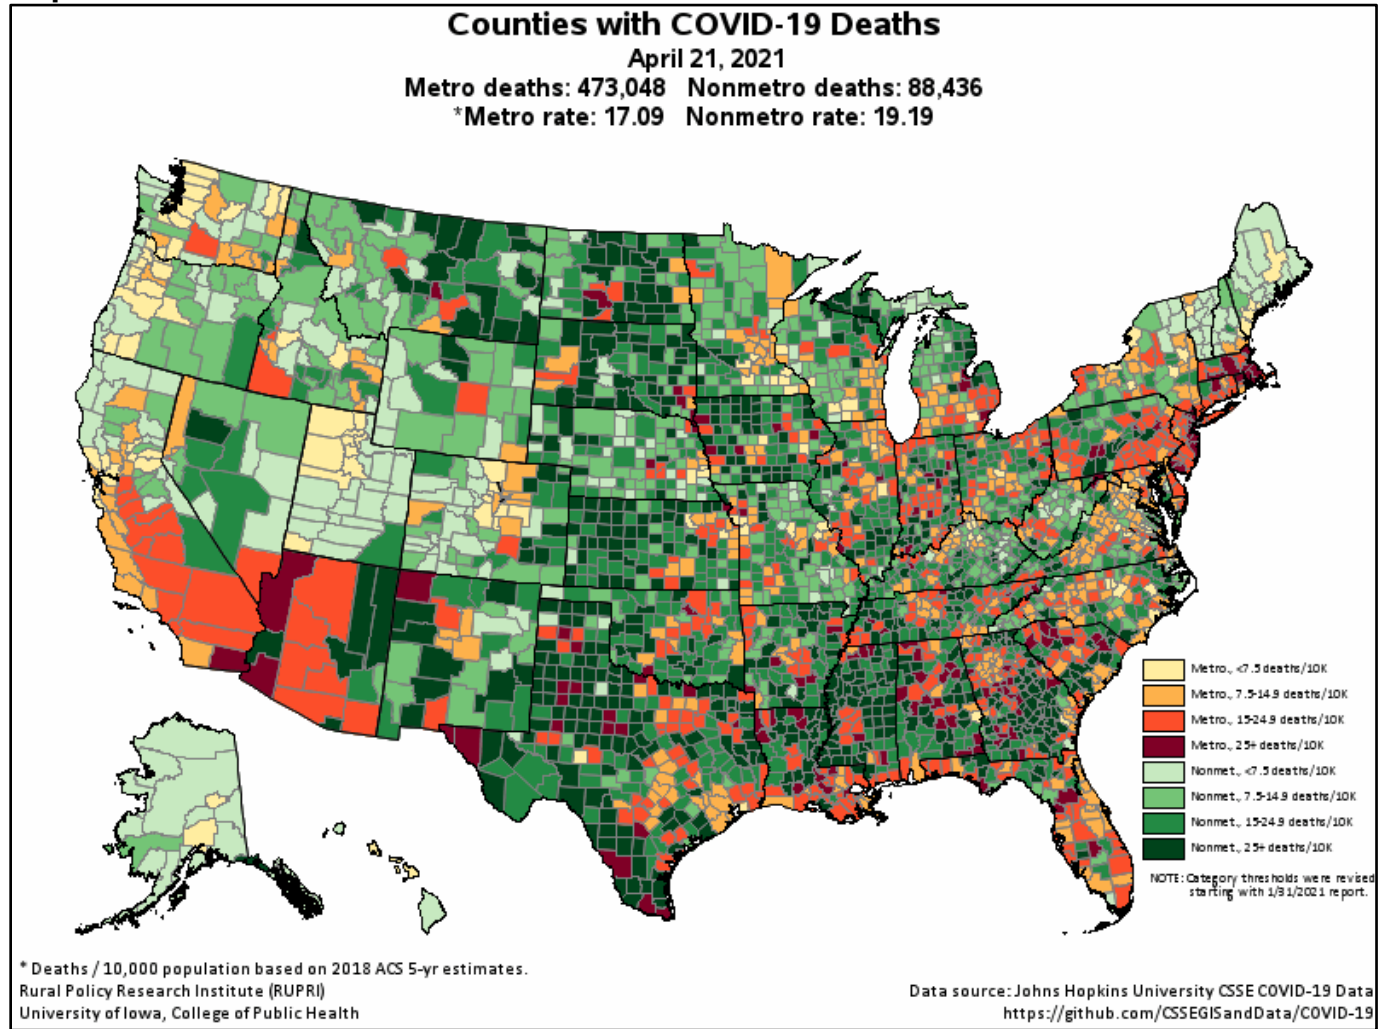 Counties with COVID-19 Deaths
April 21, 2021
Metro deaths: 473,048 Nonmetro deaths: 88,436
*Metro rate: 17.09 Nonmetro rate: 19.19
Metro., <7.5 deaths/10K
Metro., 7.5-14.9 deaths/10K
Metro., 15-24.9 deaths/10K
Metro., 25+ deaths/10K
Nonmet., <7.5 deaths/10K
Nonmet., 7.5-14.9 deaths/10K
Nonmet., 15-24.9 deaths/10K
Nonmet., 25+ deaths/10K
NOTE: Category thresholds were revised
starting with 1/31/2021 report.
* Deaths / 10,000 population based on 2018 ACS 5-yr estimates.
Rural Policy Research Institute (RUPRI)
University of Iowa, College of Public Health
Data source: Johns Hopkins University CSSE COVID-19 Data
https://github.com/CSSEGISandData/COVID-19